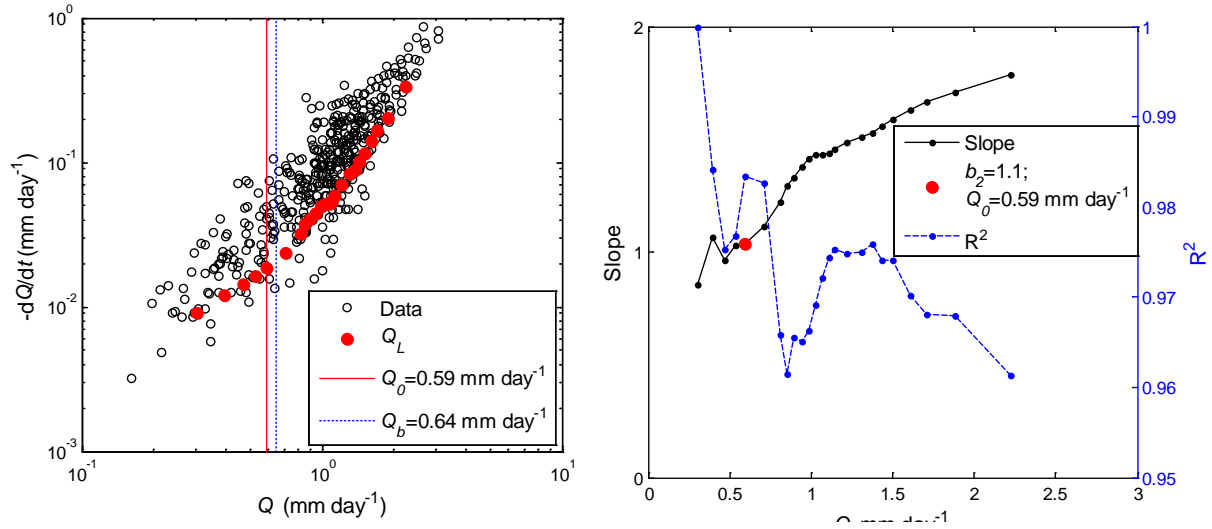 10^0
10^-1
10^-2
10^-3
-dQ/dt (mm day^-1)
Data
Q_L
Q_0=0.59 mm day^-1
Q_b=0.64 mm day^-1
10^-1
10^0
10^1
Q (mm day^-1)
2
1
0
Slope
Slope
b_2=1.1;
Q_0=0.59 mm day^-1
R^2
1
0.99
0.98
0.97
0.96
0.95
R^2
0
0.5
1
1.5
2
2.5
3